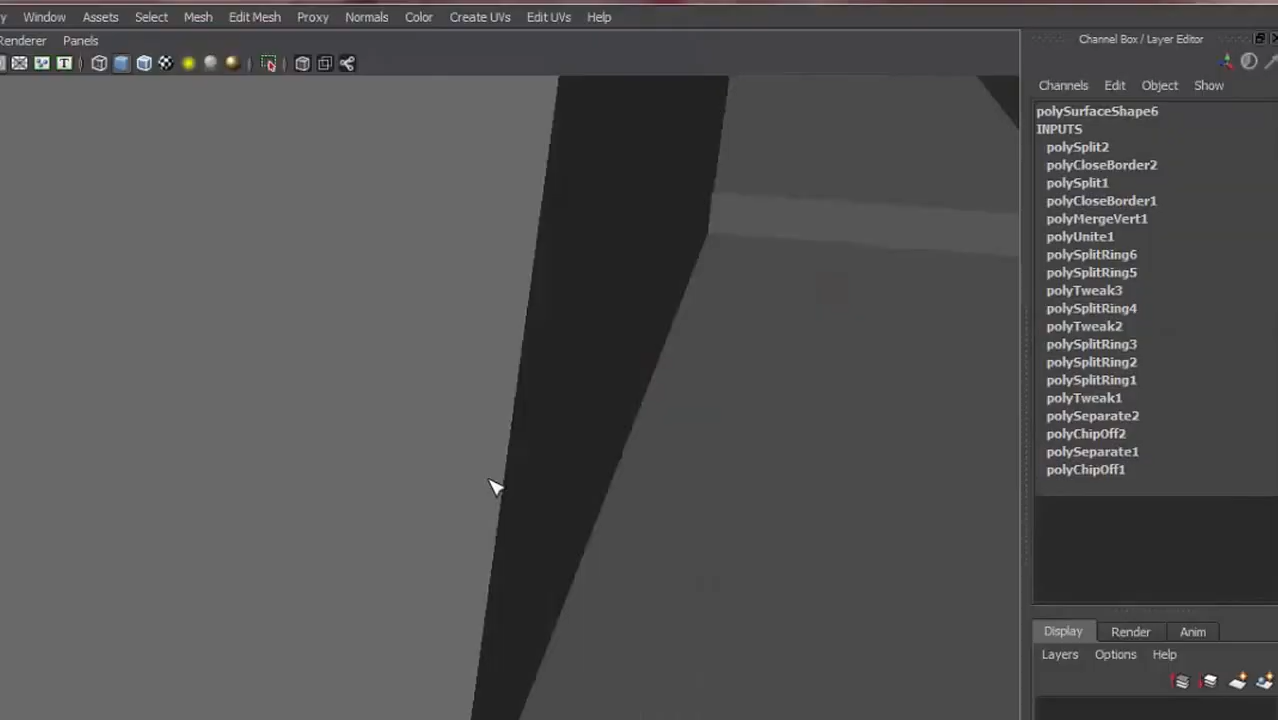 Window Assets Select Mesh Edit Mesh Proxy Normals Color Create UVs Edit UVs Help
Renderer Panels
T
Channel Box / Layer Editor
Channels Edit Object Show
polySurfaceShape6
INPUTS
polySplit2
polyCloseBorder2
polySplit1
polyCloseBorder1
polyMergeVert1
polyUnite1
polySplitRing6
polySplitRing5
polyTweak3
polySplitRing4
polyTweak2
polySplitRing3
polySplitRing2
polySplitRing1
polyTweak1
polySeparate2
polyChipOff2
polySeparate1
polyChipOff1
Display Render Anim
Layers Options Help